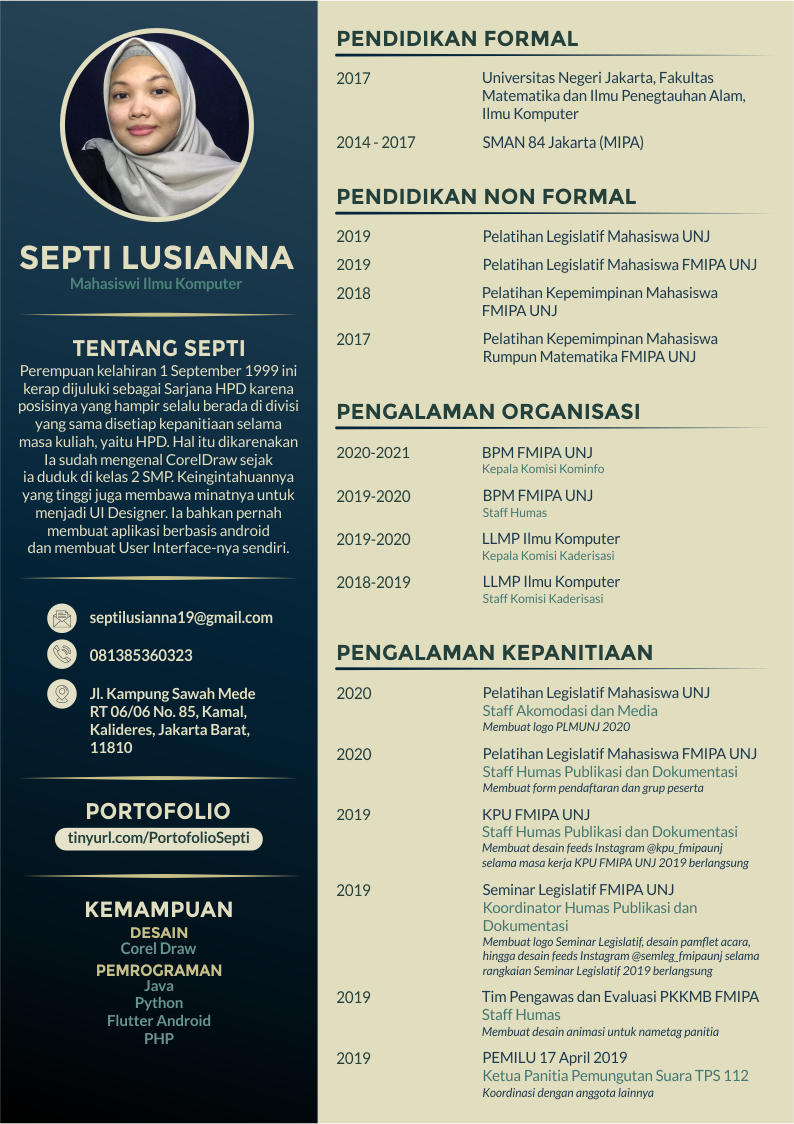 SEPTI LUSIANNA
Mahasiswi Ilmu Komputer
TENTANG SEPTI
Perempuan kelahiran 1 September 1999 ini
kerap dijuluki sebagai Sarjana HPD karena
posisinya yang hampir selalu berada di divisi
yang sama disetiap kepanitiaan selama
masa kuliah, yaitu HPD. Hal itu dikarenakan
Ia sudah mengenal CorelDraw sejak
ia duduk di kelas 2 SMP. Keingintahuannya
yang tinggi juga membawa minatnya untuk
menjadi UI Designer. Ia bahkan pernah
membuat aplikasi berbasis android
dan membuat User Interface-nya sendiri.
septilusianna19@gmail.com
081385360323
Jl. Kampung Sawah Mede
RT 06/06 No. 85, Kamal,
Kalideres, Jakarta Barat,
11810
PORTOFOLIO
tinyurl.com/PortofolioSepti
KEMAMPUAN
DESAIN
Corel Draw
PEMROGRAMAN
Java
Python
Flutter Android
PHP
PENDIDIKAN FORMAL
2017 Universitas Negeri Jakarta, Fakultas
Matematika dan Ilmu Penegtauhan Alam,
Ilmu Komputer
2014 - 2017 SMAN 84 Jakarta (MIPA)
PENDIDIKAN NON FORMAL
2019 Pelatihan Legislatif Mahasiswa UNJ
2019 Pelatihan Legislatif Mahasiswa FMIPA UNJ
2018 Pelatihan Kepemimpinan Mahasiswa
FMIPA UNJ
2017 Pelatihan Kepemimpinan Mahasiswa
Rumpun Matematika FMIPA UNJ
PENGALAMAN ORGANISASI
2020-2021 BPM FMIPA UNJ
Kepala Komisi Kominfo
2019-2020 BPM FMIPA UNJ
Staff Humas
2019-2020 LLMP Ilmu Komputer
Kepala Komisi Kaderisasi
2018-2019 LLMP Ilmu Komputer
Staff Komisi Kaderisasi
PENGALAMAN KEPANITIAAN
2020 Pelatihan Legislatif Mahasiswa UNJ
Staff Akomodasi dan Media
Membuat logo PLMUNJ 2020
2020 Pelatihan Legislatif Mahasiswa FMIPA UNJ
Staff Humas Publikasi dan Dokumentasi
Membuat form pendaftaran dan grup peserta
2019 KPU FMIPA UNJ
Staff Humas Publikasi dan Dokumentasi
Membuat desain feeds Instagram @kpu_fmipaunj
selama masa kerja KPU FMIPA UNJ 2019 berlangsung
2019 Seminar Legislatif FMIPA UNJ
Koordinator Humas Publikasi dan
Dokumentasi
Membuat logo Seminar Legislatif, desain pamflet acara,
hingga desain feeds Instagram @semleg_fmipaunj selama
rangkaian Seminar Legislatif 2019 berlangsung
2019 Tim Pengawas dan Evaluasi PKKMB FMIPA
Staff Humas
Membuat desain animasi untuk nametag panitia
2019 PEMILU 17 April 2019
Ketua Panitia Pemungutan Suara TPS 112
Koordinasi dengan anggota lainnya